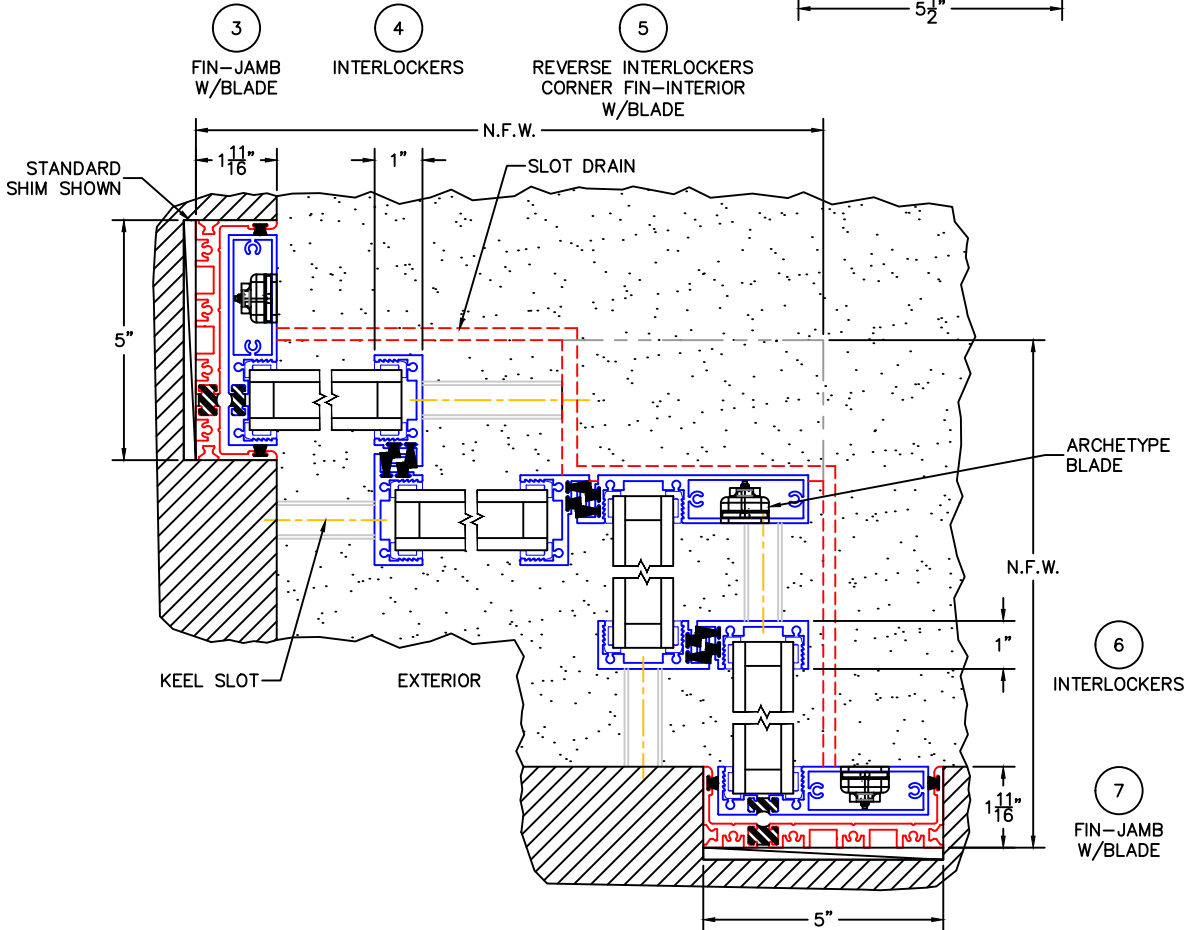 5 1/2"
3
FIN-JAMB
W/BLADE
4
INTERLOCKERS
5
REVERSE INTERLOCKERS
CORNER FIN-INTERIOR
W/BLADE
N.F.W.
1 11/16"
1"
SLOT DRAIN
STANDARD
SHIM SHOWN
5"
ARCHETYPE
BLADE
N.F.W.
1"
6
INTERLOCKERS
KEEL SLOT
EXTERIOR
1 11/16"
7
FIN-JAMB
W/BLADE
5"